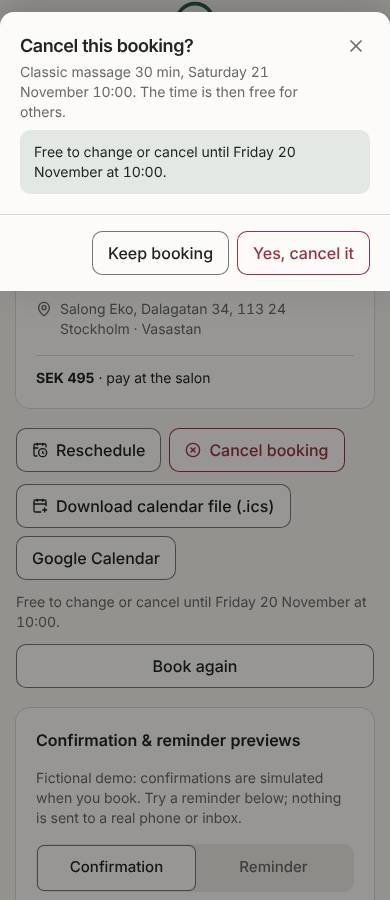 Cancel this booking?
Classic massage 30 min, Saturday 21
November 10:00. The time is then free for
others.
Free to change or cancel until Friday 20
November at 10:00.
Keep booking
Yes, cancel it
Salong Eko, Dalagatan 34, 113 24
Stockholm · Vasastan
SEK 495 · pay at the salon
Reschedule
Cancel booking
Download calendar file (.ics)
Google Calendar
Free to change or cancel until Friday 20 November at
10:00.
Book again
Confirmation & reminder previews
Fictional demo: confirmations are simulated
when you book. Try a reminder below; nothing
is sent to a real phone or inbox.
Confirmation
Reminder